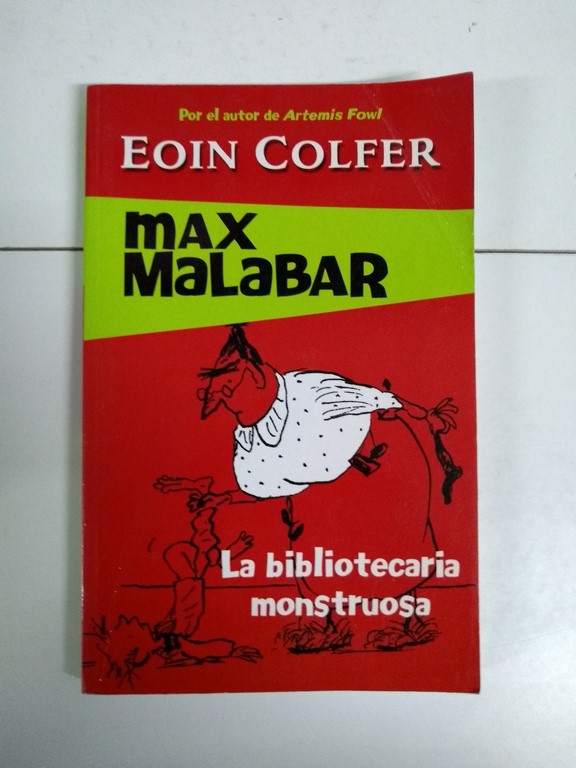 Por el autor de Artemis Fowl
EOIN COLFER
MAX
MALABAR
La bibliotecaria
monstruosa